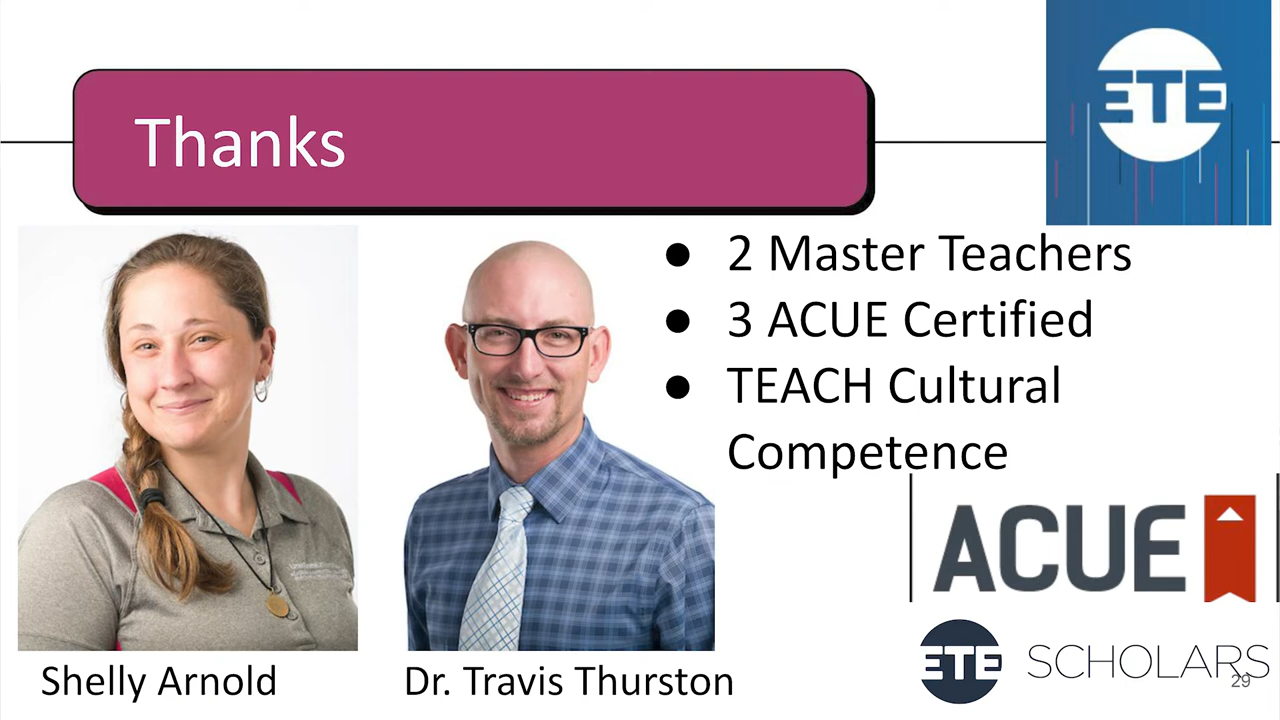 Thanks
ETE
● 2 Master Teachers
● 3 ACUE Certified
● TEACH Cultural
Competence
ACUE
ETE SCHOLARS
Shelly Arnold
Dr. Travis Thurston
29